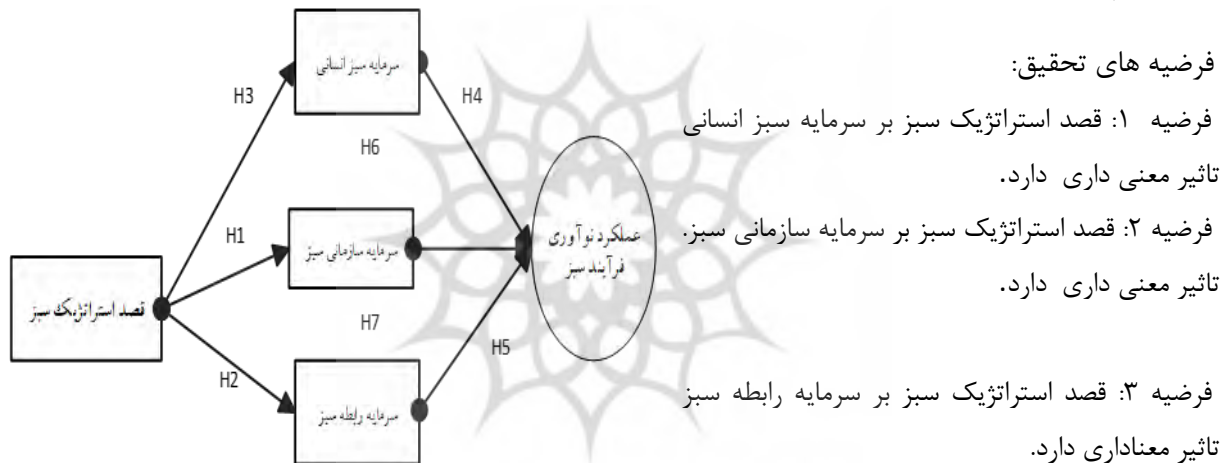 فرضیه های تحقیق:
فرضیه ۱: قصد استراتژیک سبز بر سرمایه سبز انسانی
تاثیر معنی داری دارد.
فرضیه ۲: قصد استراتژیک سبز بر سرمایه سازمانی سبز.
تاثیر معنی داری دارد.
فرضیه ۳: قصد استراتژیک سبز بر سرمایه رابطه سبز
تاثیر معناداری دارد.
سرمایه سبز انسانی
H3
H4
H6
H1
سرمایه سازمانی سبز
عملکرد نوآوری
فرآیند سبز
قصد استراتژیک سبز
H7
H5
H2
سرمایه رابطه سبز